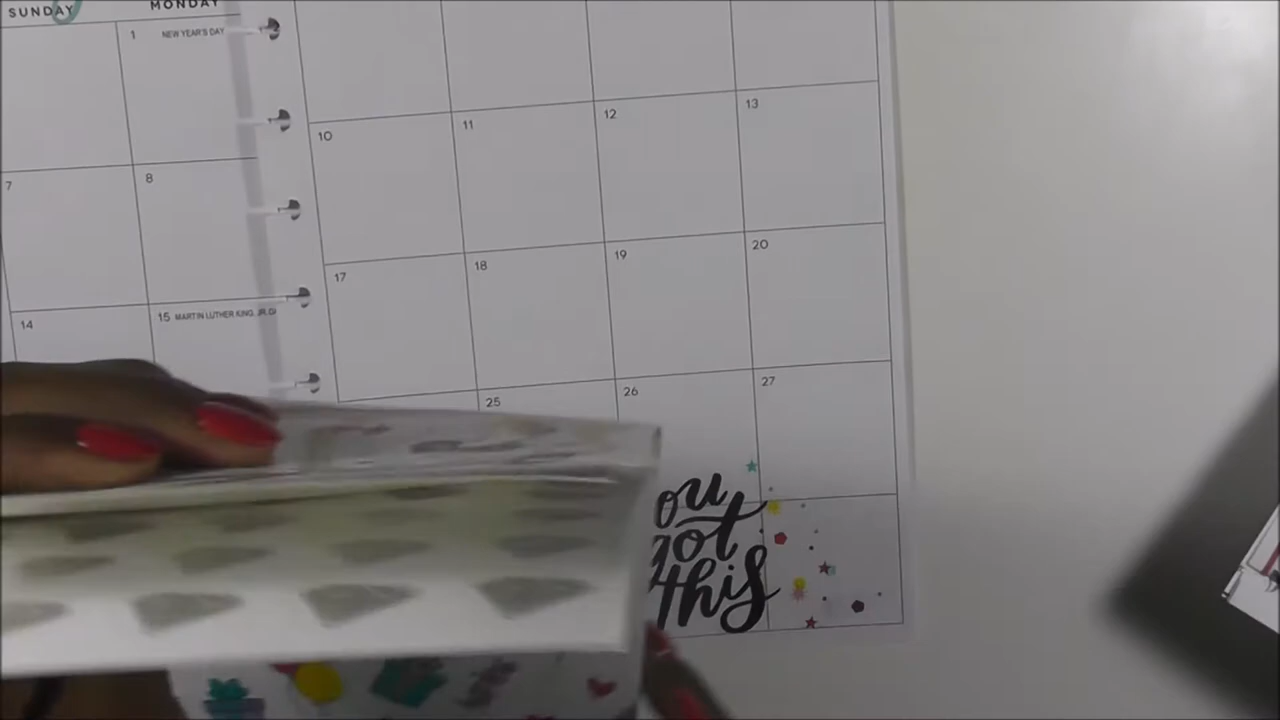 SUNDAY MONDAY
1 NEW YEAR'S DAY
7 8
14 15 MARTIN LUTHER KING, JR.
10 11 12 13
17 18 19 20
25 26 27
ou
got
this